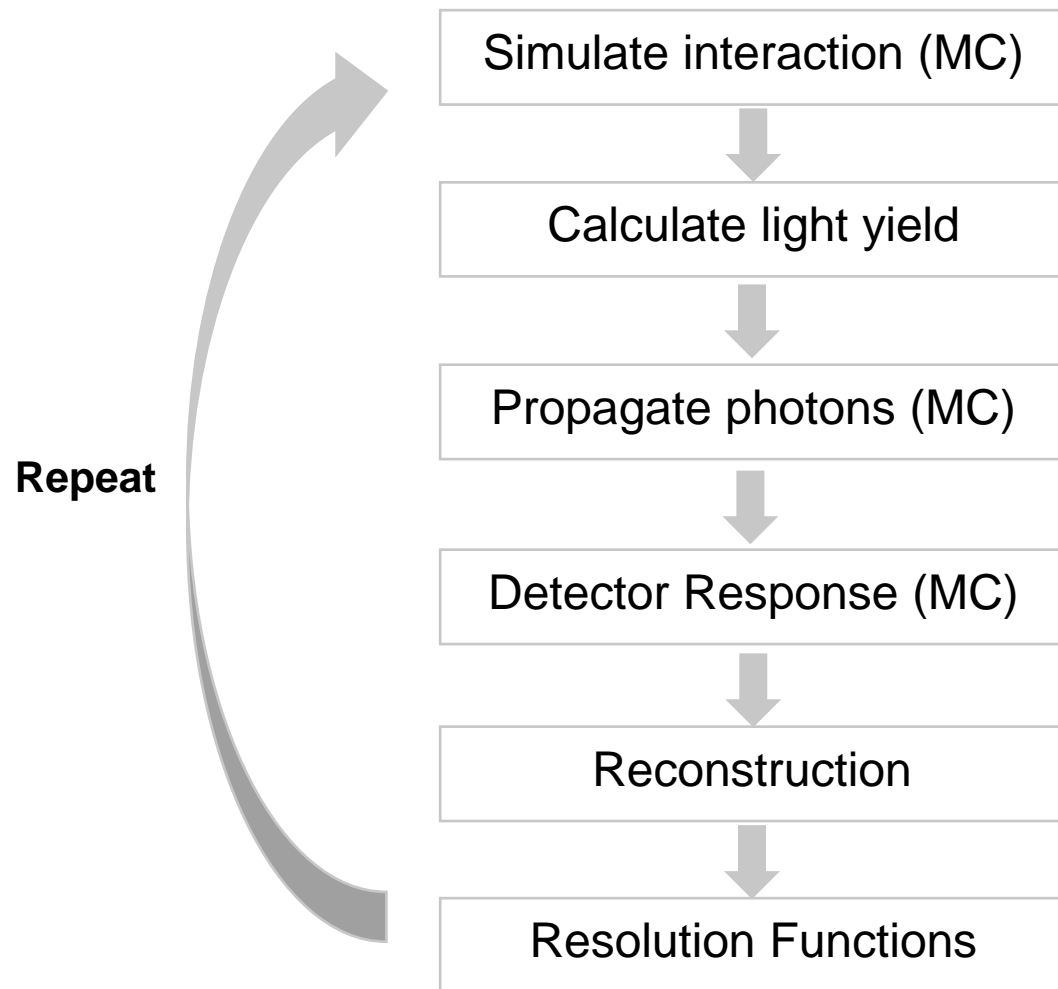 Simulate interaction (MC)
Calculate light yield
Propagate photons (MC)
Repeat
Detector Response (MC)
Reconstruction
Resolution Functions